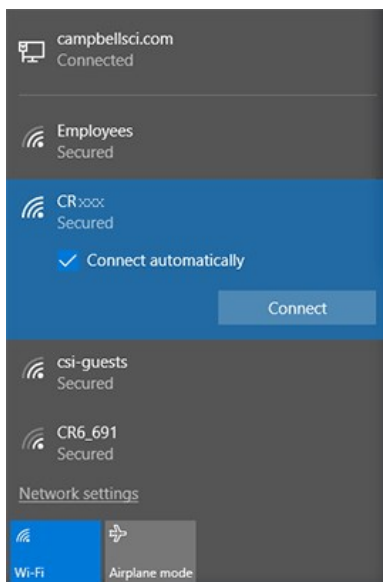 campbellsci.com
Connected
Employees
Secured
CRxxx
Secured
Connect automatically
Connect
csi-guests
Secured
CR6_691
Secured
Network settings
Wi-Fi Airplane mode